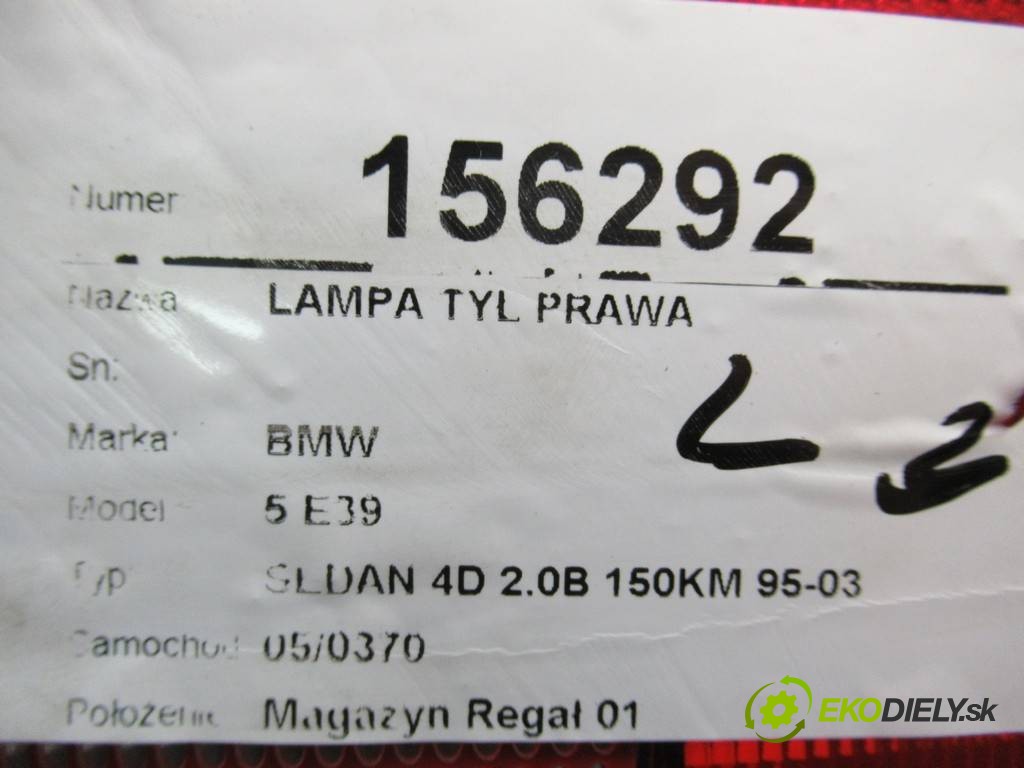 Numer 156292
Nazwa LAMPA TYL PRAWA
Sn:
Marka: BMW
Model 5 E39
Typ SEDAN 4D 2.0B 150KM 95-03
Samochod 05/0370
Położenie Magazyn Regał 01
L 2
EKODIELY.sk